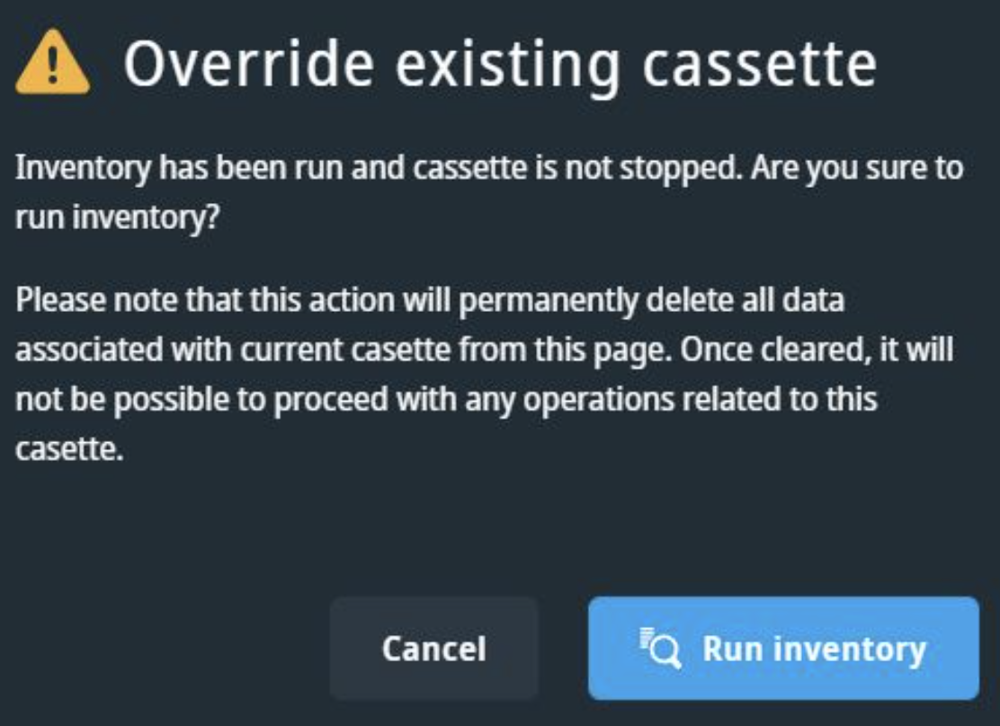 Override existing cassette
Inventory has been run and cassette is not stopped. Are you sure to
run inventory?
Please note that this action will permanently delete all data
associated with current casette from this page. Once cleared, it will
not be possible to proceed with any operations related to this
casette.
Cancel
Run inventory